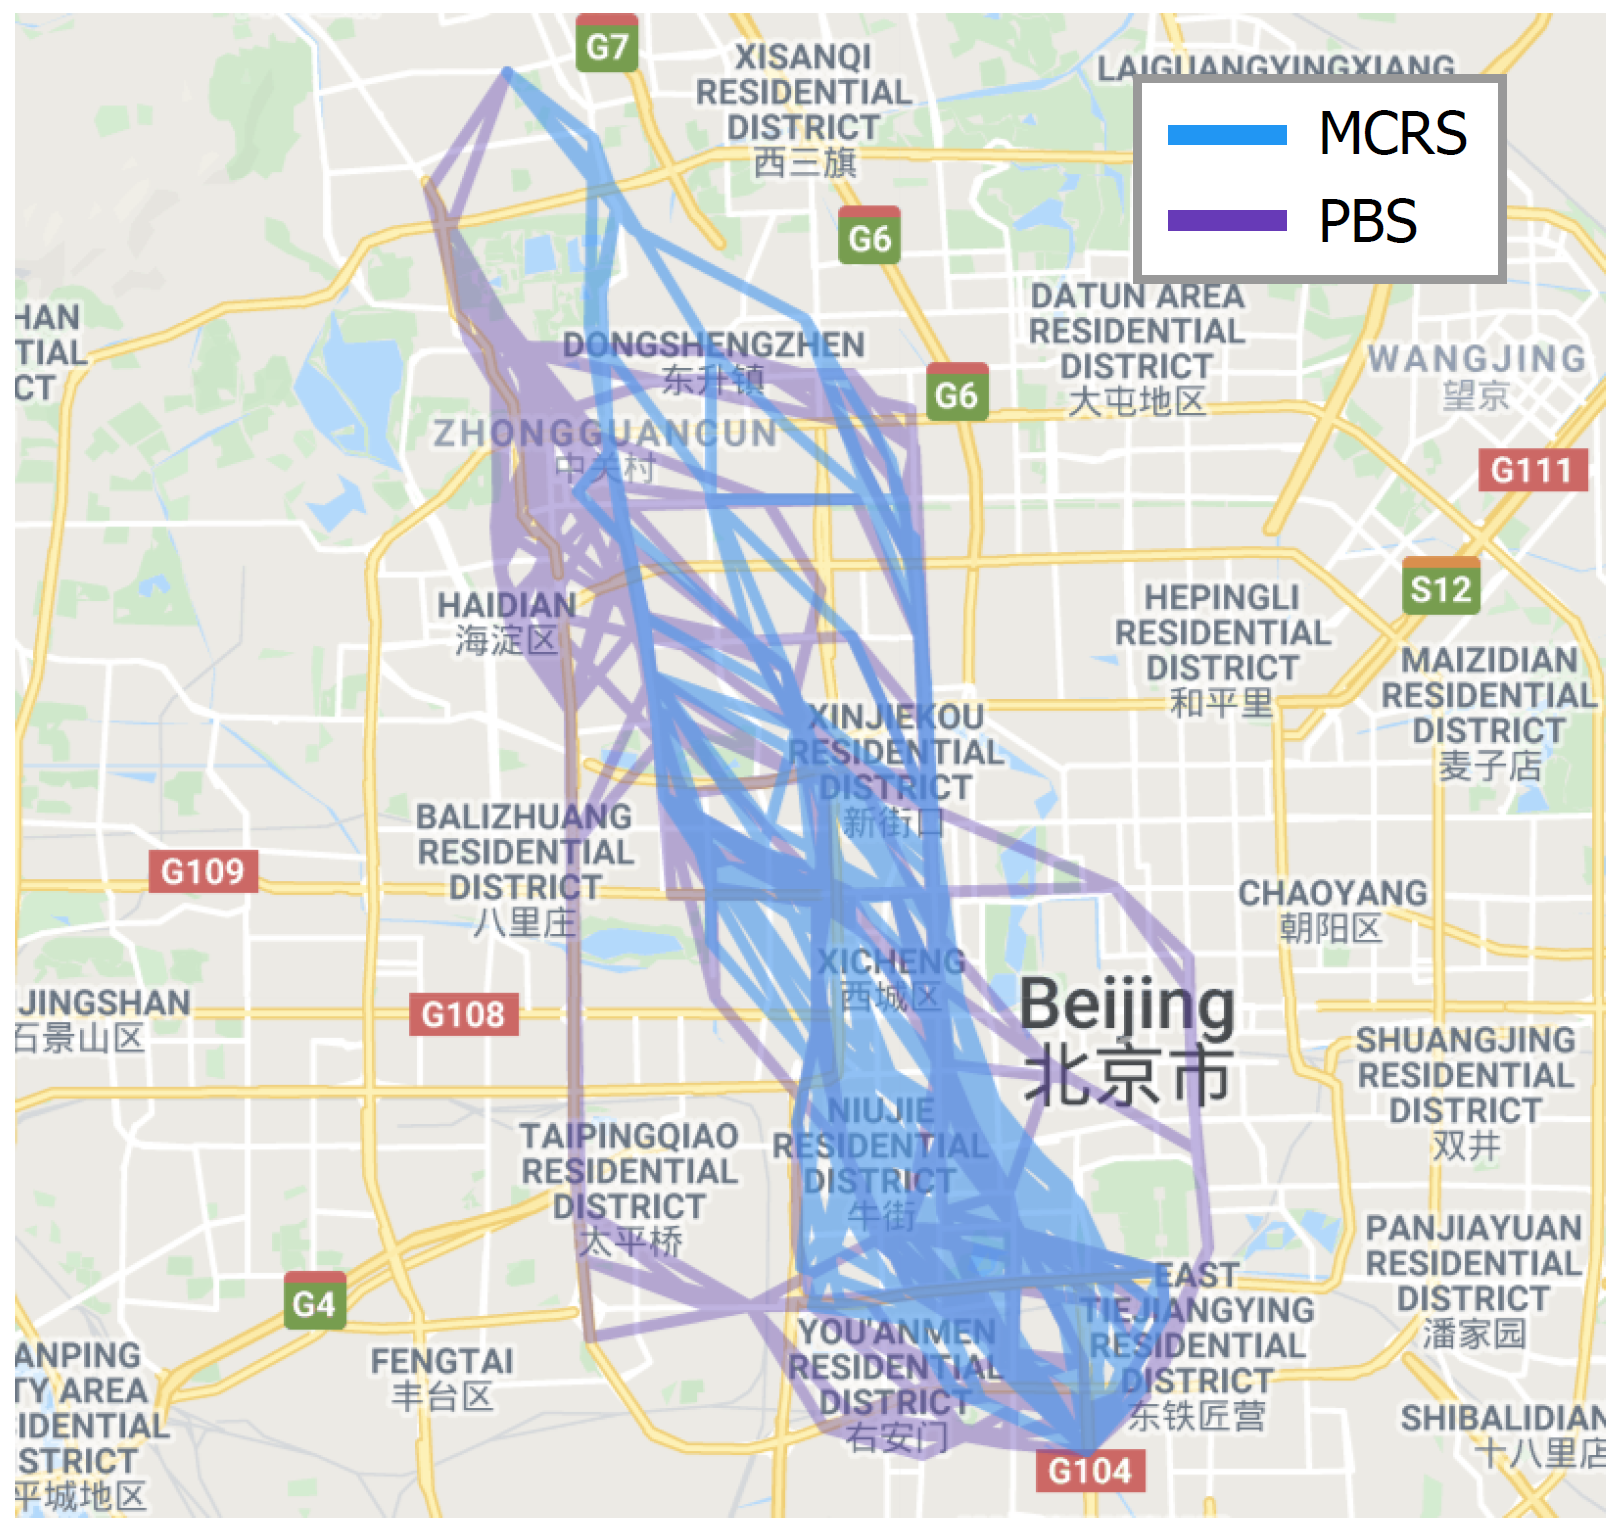 G7
XISANQI
RESIDENTIAL
DISTRICT
西三旗
LAIGUANGYINGXIANG
MCRS
PBS
G6
DATUN AREA
RESIDENTIAL
DISTRICT
大屯地区
HAN
TIAL
CT
DONGSHENGZHEN
东升镇
G6
WANGJING
望京
ZHONGGUANCUN
中关村
G111
S12
HAIDIAN
海淀区
HEPINGLI
RESIDENTIAL
DISTRICT
和平里
MAIZIDIAN
RESIDENTIAL
DISTRICT
麦子店
XINJIEKOU
RESIDENTIAL
DISTRICT
新街口
BALIZHUANG
RESIDENTIAL
DISTRICT
八里庄
G109
CHAOYANG
朝阳区
XICHENG
西城区
Beijing
北京市
JINGSHAN
石景山区
G108
SHUANGJING
RESIDENTIAL
DISTRICT
双井
NIUJIE
RESIDENTIAL
DISTRICT
牛街
TAIPINGQIAO
RESIDENTIAL
DISTRICT
太平桥
PANJIAYUAN
RESIDENTIAL
DISTRICT
潘家园
G4
EAST
TIEJIANGYING
RESIDENTIAL
DISTRICT
东铁匠营
YOU'ANMEN
RESIDENTIAL
DISTRICT
右安门
ANPING
TY AREA
SIDENTIAL
STRICT
平城地区
FENGTAI
丰台区
SHIBALIDIAN
十八里店
G104